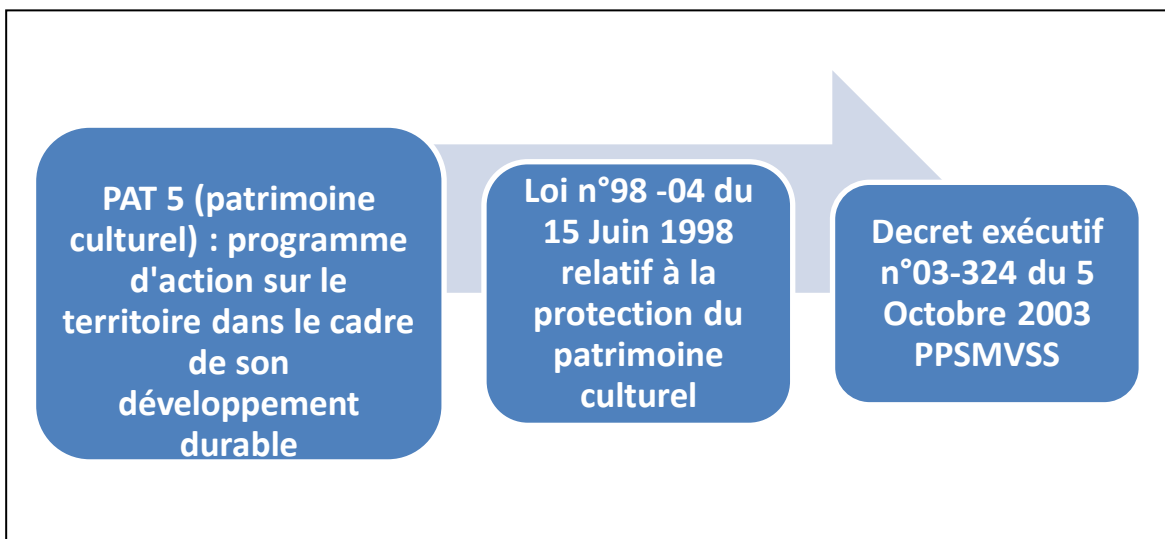 PAT 5 (patrimoine
culturel) : programme
d'action sur le
territoire dans le cadre
de son
développement
durable
Loi n°98 -04 du
15 Juin 1998
relatif à la
protection du
patrimoine
culturel
Decret exécutif
n°03-324 du 5
Octobre 2003
PPSMVSS